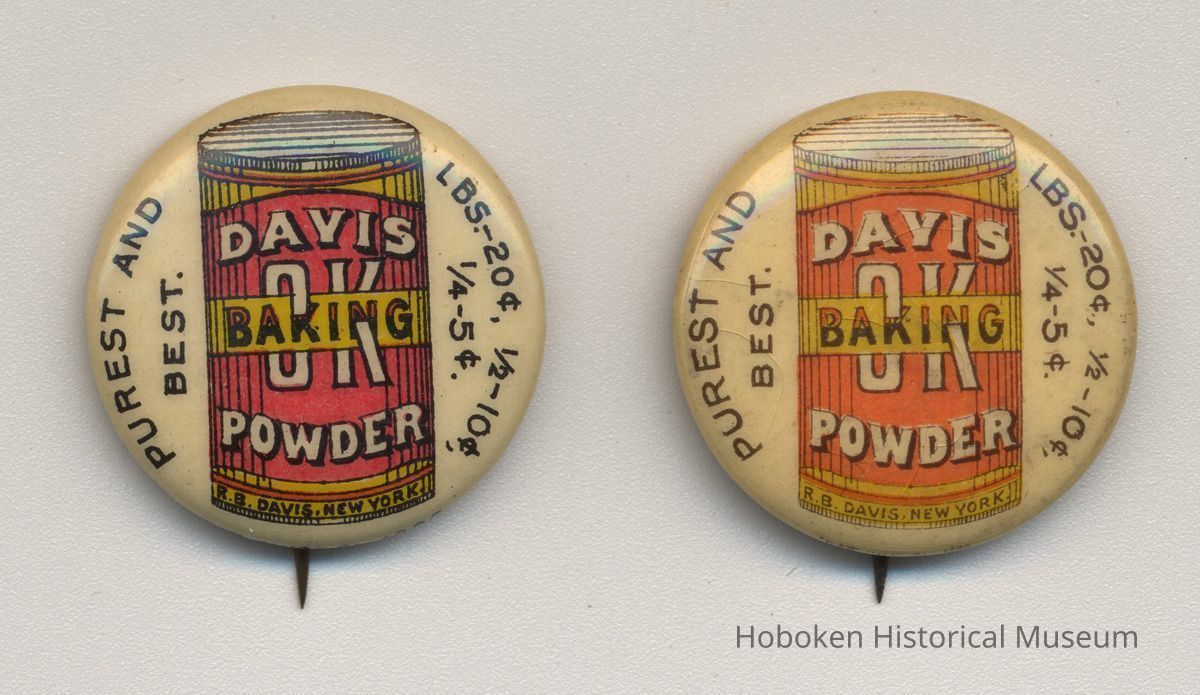 PUREST AND
BEST.
DAVIS
OK
BAKING
POWDER
R.B. DAVIS, NEW YORK.
LBS.-20¢, ½-10¢,
¼-5¢.
PUREST AND
BEST.
DAVIS
OK
BAKING
POWDER
R.B. DAVIS, NEW YORK.
LBS.-20¢, ½-10¢,
¼-5¢.
Hoboken Historical Museum